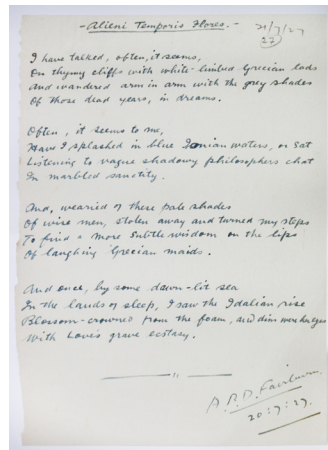 - Alieni Temporis Flores. -
21/7/27
I have talked, often, it seems,
On thymy cliffs with white-limbed Grecian lads
And wandered arm in arm with the grey shades
Of those dead years, in dreams.
Often, it seems to me,
Have I splashed in blue Ionian waters, or sat
Listening to vague shadowy philosophers chat
In marbled sanctity.
And, wearied of these pale shades
Of wise men, stolen away and turned my steps
To find a more subtle wisdom on the lips
Of laughing Grecian maids.
And once, by some dawn-lit sea
In the lands of sleep, I saw the Idalian rise
Blossom-crowned from the foam, and dim were her eyes
With Love's grave ecstasy.
A. R. D. Fairburn.
20:7:27.